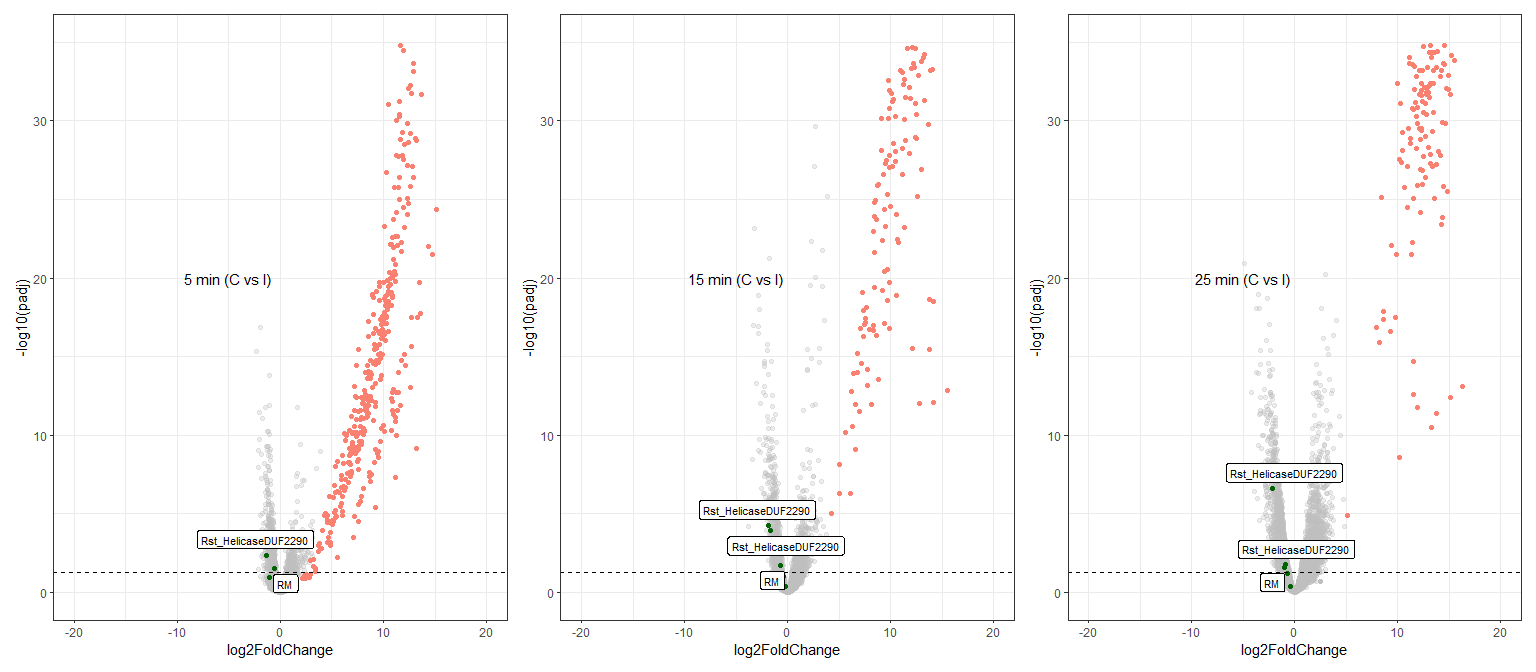 -log10(padj)
30
20
10
0
5 min (C vs I)
Rst_HelicaseDUF2290
RM
-20
-10
0
10
20
log2FoldChange
-log10(padj)
30
20
10
0
15 min (C vs I)
Rst_HelicaseDUF2290
Rst_HelicaseDUF2290
RM
-20
-10
0
10
20
log2FoldChange
-log10(padj)
30
20
10
0
25 min (C vs I)
Rst_HelicaseDUF2290
Rst_HelicaseDUF2290
RM
-20
-10
0
10
20
log2FoldChange